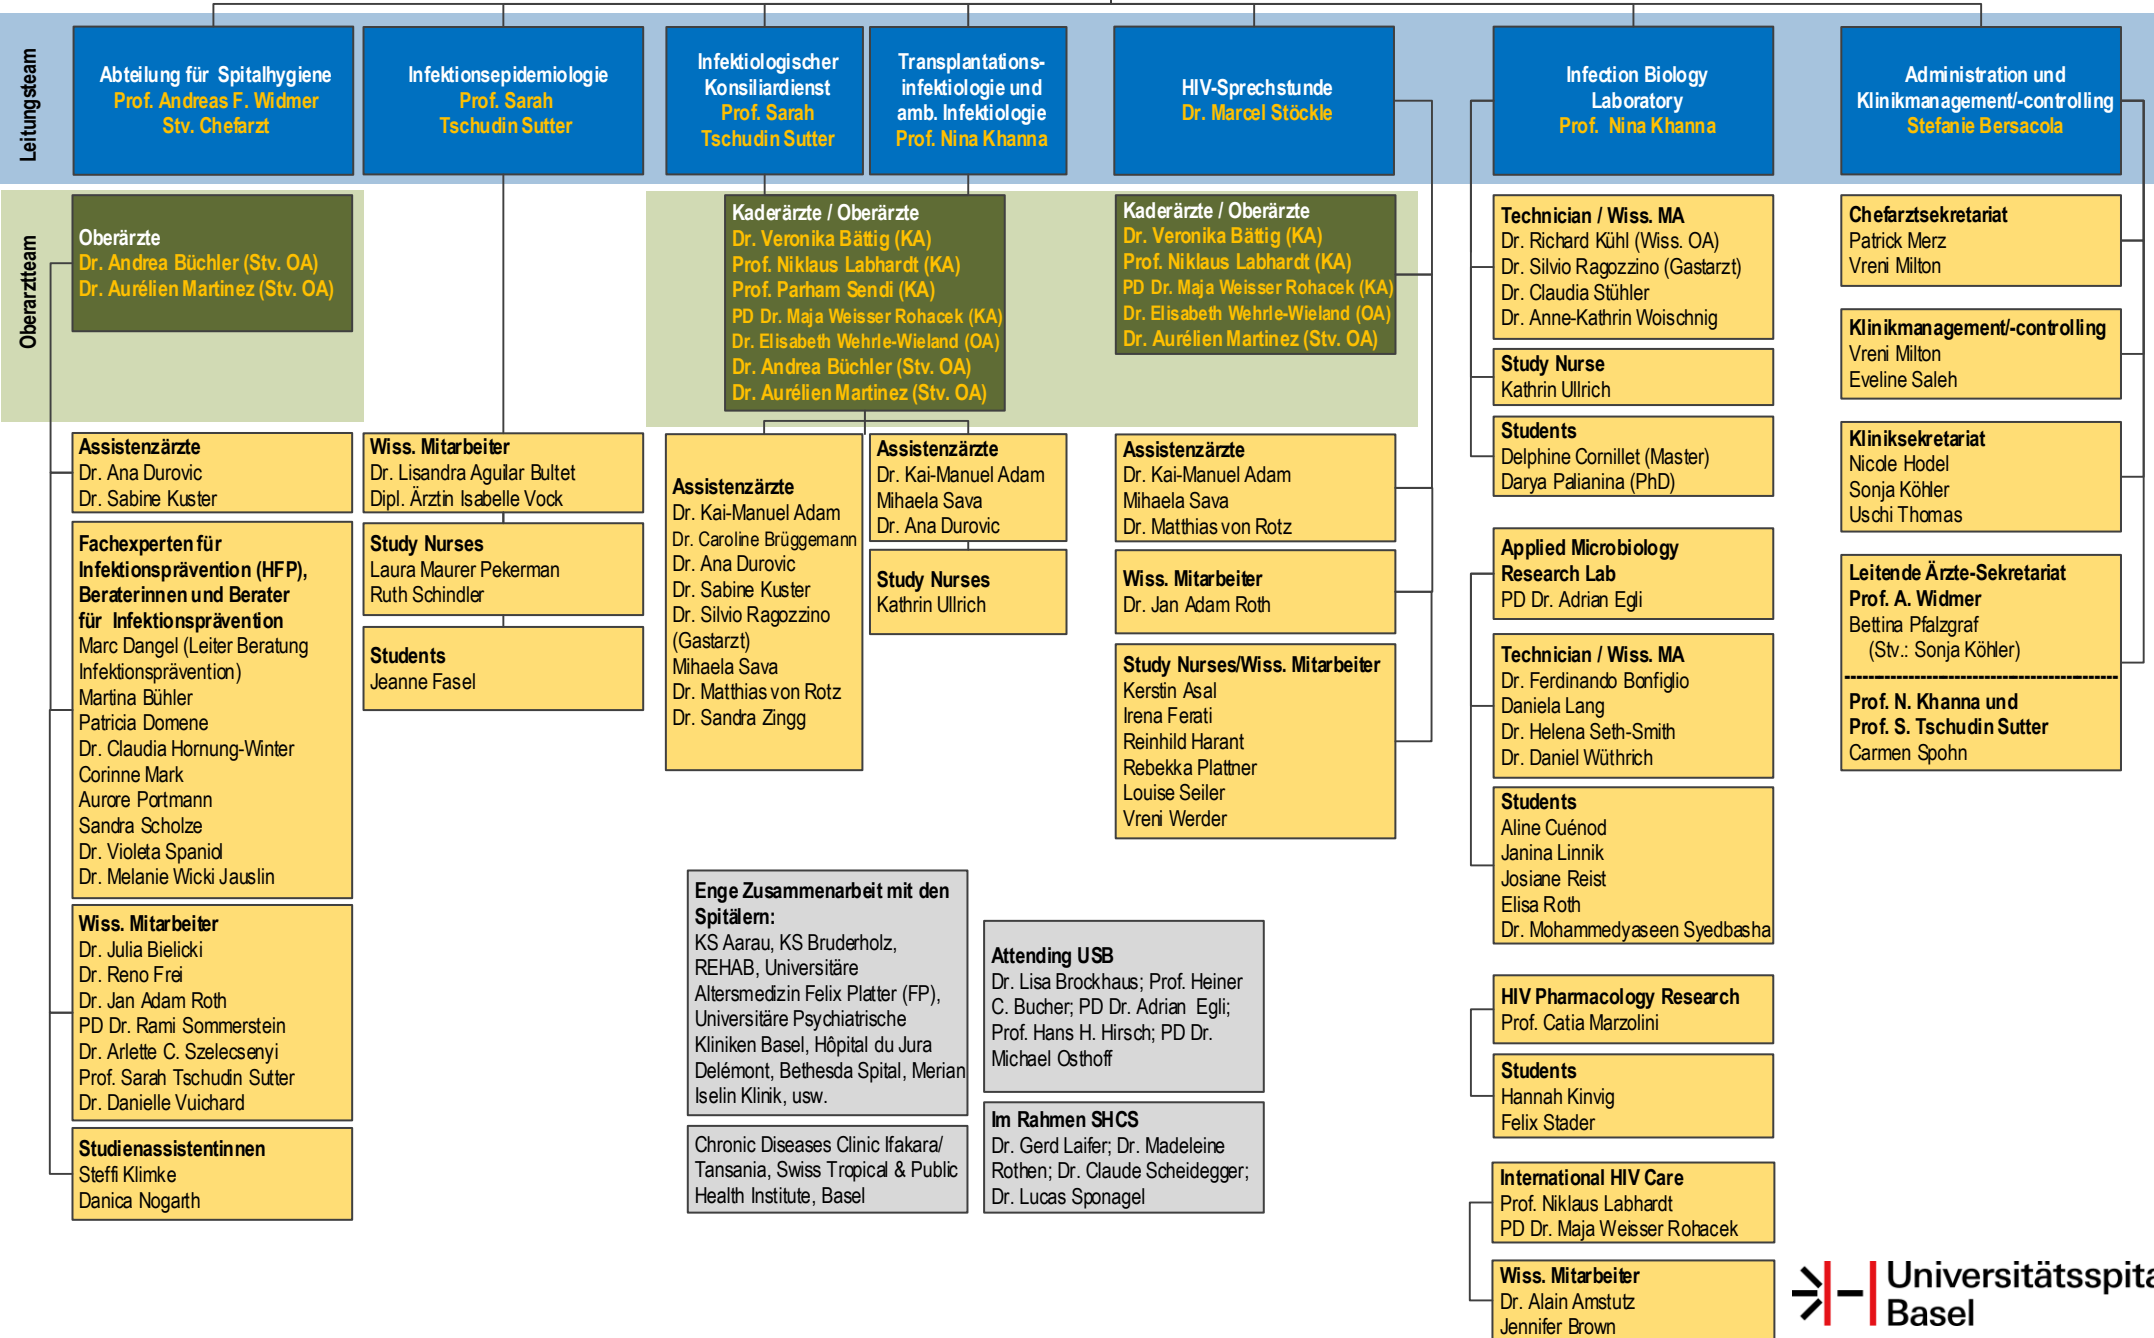 Leitungsteam
Abteilung für Spitalhygiene
Prof. Andreas F. Widmer
Stv. Chefarzt
Infektionsepidemiologie
Prof. Sarah
Tschudin Sutter
Infektiologischer
Konsiliardienst
Prof. Sarah
Tschudin Sutter
Transplantations-
infektiologie und
amb. Infektiologie
Prof. Nina Khanna
HIV-Sprechstunde
Dr. Marcel Stöckle
Infection Biology
Laboratory
Prof. Nina Khanna
Administration und
Klinikmanagement/-controlling
Stefanie Bersacola
Oberarztteam
Oberärzte
Dr. Andrea Büchler (Stv. OA)
Dr. Aurélien Martinez (Stv. OA)
Kaderärzte / Oberärzte
Dr. Veronika Bättig (KA)
Prof. Niklaus Labhardt (KA)
Prof. Parham Sendi (KA)
PD Dr. Maja Weisser Rohacek (KA)
Dr. Elisabeth Wehrle-Wieland (OA)
Dr. Andrea Büchler (Stv. OA)
Dr. Aurélien Martinez (Stv. OA)
Kaderärzte / Oberärzte
Dr. Veronika Bättig (KA)
Prof. Niklaus Labhardt (KA)
PD Dr. Maja Weisser Rohacek (KA)
Dr. Elisabeth Wehrle-Wieland (OA)
Dr. Aurélien Martinez (Stv. OA)
Assistenzärzte
Dr. Ana Durovic
Dr. Sabine Kuster
Fachexperten für
Infektionsprävention (HFP),
Beraterinnen und Berater
für Infektionsprävention
Marc Dangel (Leiter Beratung
Infektionsprävention)
Martina Bühler
Patricia Domene
Dr. Claudia Hornung-Winter
Corinne Mark
Aurore Portmann
Sandra Scholze
Dr. Violeta Spaniol
Dr. Melanie Wicki Jauslin
Wiss. Mitarbeiter
Dr. Julia Bielicki
Dr. Reno Frei
Dr. Jan Adam Roth
PD Dr. Rami Sommerstein
Dr. Arlette C. Szelecsenyi
Prof. Sarah Tschudin Sutter
Dr. Danielle Vuichard
Studienassistentinnen
Steffi Klimke
Danica Nogarth
Wiss. Mitarbeiter
Dr. Lisandra Aguilar Bultet
Dipl. Ärztin Isabelle Vock
Study Nurses
Laura Maurer Pekerman
Ruth Schindler
Students
Jeanne Fasel
Assistenzärzte
Dr. Kai-Manuel Adam
Dr. Caroline Brüggemann
Dr. Ana Durovic
Dr. Sabine Kuster
Dr. Silvio Ragozzino
(Gastarzt)
Mihaela Sava
Dr. Matthias von Rotz
Dr. Sandra Zingg
Assistenzärzte
Dr. Kai-Manuel Adam
Mihaela Sava
Dr. Ana Durovic
Study Nurses
Kathrin Ullrich
Assistenzärzte
Dr. Kai-Manuel Adam
Mihaela Sava
Dr. Matthias von Rotz
Wiss. Mitarbeiter
Dr. Jan Adam Roth
Study Nurses/Wiss. Mitarbeiter
Kerstin Asal
Irena Ferati
Reinhild Harant
Rebekka Plattner
Louise Seiler
Vreni Werder
Enge Zusammenarbeit mit den
Spitälern:
KS Aarau, KS Bruderholz,
REHAB, Universitäre
Altersmedizin Felix Platter (FP),
Universitäre Psychiatrische
Kliniken Basel, Hôpital du Jura
Delémont, Bethesda Spital, Merian
Iselin Klinik, usw.
Chronic Diseases Clinic Ifakara/
Tansania, Swiss Tropical & Public
Health Institute, Basel
Attending USB
Dr. Lisa Brockhaus; Prof. Heiner
C. Bucher; PD Dr. Adrian Egli;
Prof. Hans H. Hirsch; PD Dr.
Michael Osthoff
Im Rahmen SHCS
Dr. Gerd Laifer; Dr. Madeleine
Rothen; Dr. Claude Scheidegger;
Dr. Lucas Sponagel
Technician / Wiss. MA
Dr. Richard Kühl (Wiss. OA)
Dr. Silvio Ragozzino (Gastarzt)
Dr. Claudia Stühler
Dr. Anne-Kathrin Woischnig
Study Nurse
Kathrin Ullrich
Students
Delphine Cornillet (Master)
Darya Palianina (PhD)
Applied Microbiology
Research Lab
PD Dr. Adrian Egli
Technician / Wiss. MA
Dr. Ferdinando Bonfiglio
Daniela Lang
Dr. Helena Seth-Smith
Dr. Daniel Wüthrich
Students
Aline Cuénod
Janina Linnik
Josiane Reist
Elisa Roth
Dr. Mohammedyaseen Syedbasha
HIV Pharmacology Research
Prof. Catia Marzolini
Students
Hannah Kinvig
Felix Stader
International HIV Care
Prof. Niklaus Labhardt
PD Dr. Maja Weisser Rohacek
Wiss. Mitarbeiter
Dr. Alain Amstutz
Jennifer Brown
Chefarztsekretariat
Patrick Merz
Vreni Milton
Klinikmanagement/-controlling
Vreni Milton
Eveline Saleh
Kliniksekretariat
Nicole Hodel
Sonja Köhler
Uschi Thomas
Leitende Ärzte-Sekretariat
Prof. A. Widmer
Bettina Pfalzgraf
(Stv.: Sonja Köhler)
Prof. N. Khanna und
Prof. S. Tschudin Sutter
Carmen Spohn
Universitätsspita
Basel